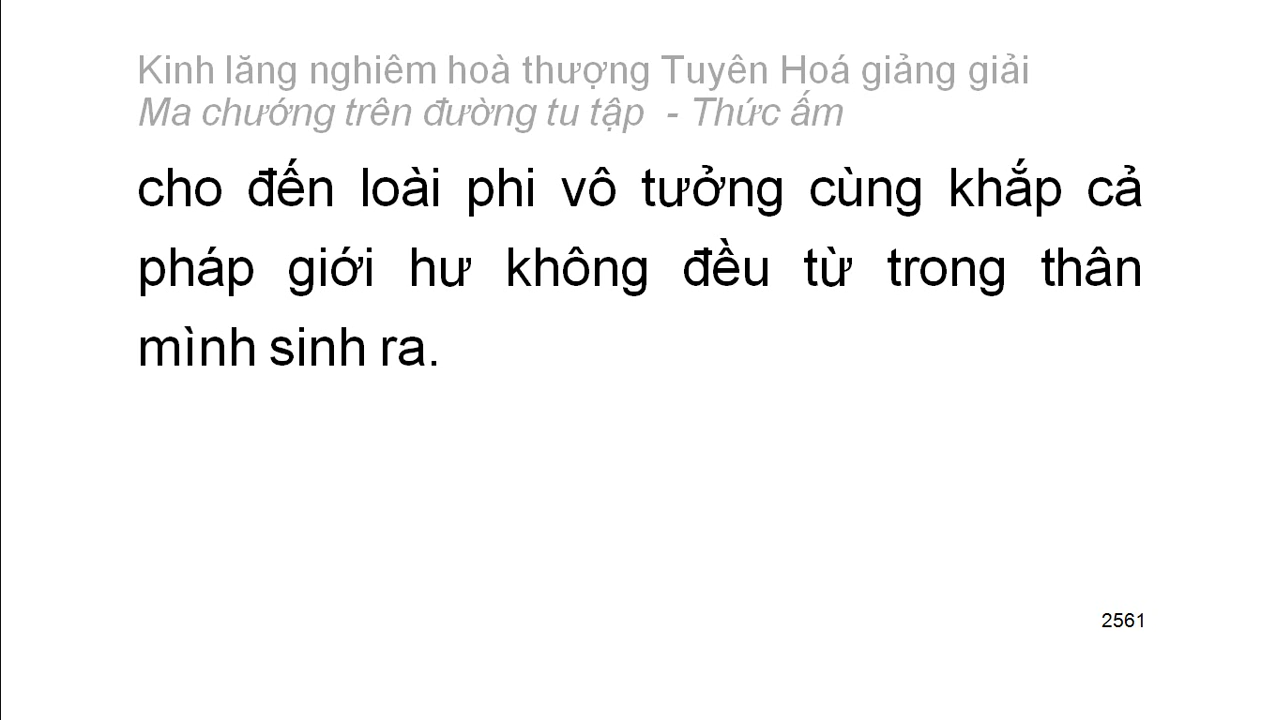 Kinh lăng nghiêm hoà thượng Tuyên Hoá giảng giải
Ma chướng trên đường tu tập - Thức ấm
cho đến loài phi vô tưởng cùng khắp cả
pháp giới hư không đều từ trong thân
mình sinh ra.
2561